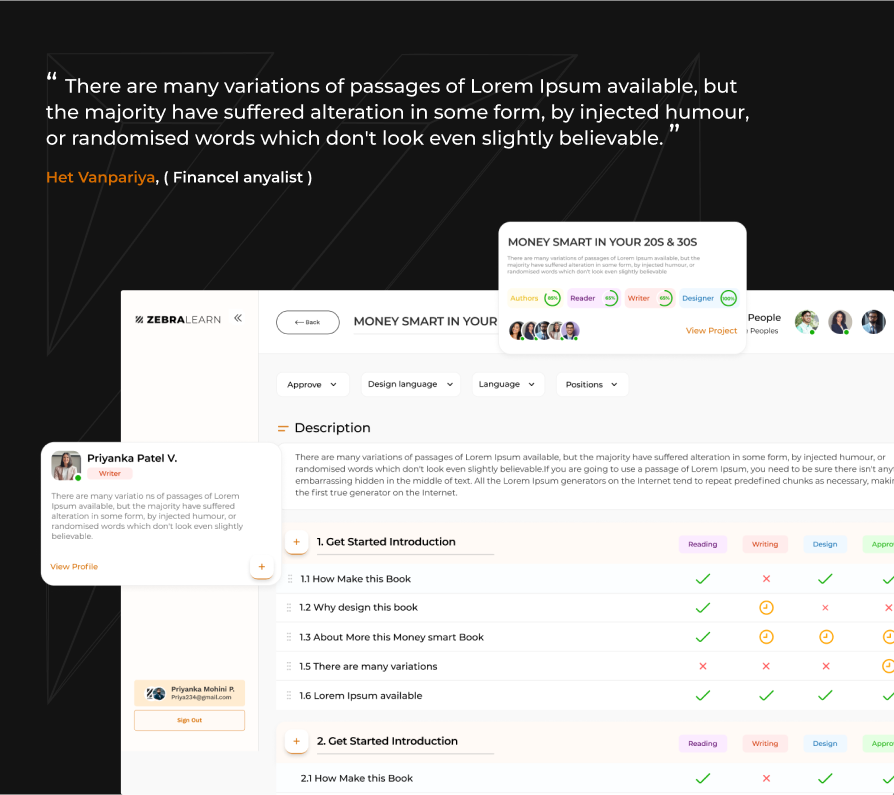 “ There are many variations of passages of Lorem Ipsum available, but
the majority have suffered alteration in some form, by injected humour,
or randomised words which don't look even slightly believable. ”
Het Vanpariya, ( Financel anyalist )
MONEY SMART IN YOUR 20S & 30S
There are many variations of passages of Lorem Ipsum available, but the
majority have suffered alteration in some form, by injected humour, or
randomised words which don't look even slightly believable
Authors 65% Reader 65% Writer 65% Designer 100%
View Project
ZEBRALEARN
← Back
MONEY SMART IN YOUR
People
Peoples
Approve
Design language
Language
Positions
Description
There are many variations of passages of Lorem Ipsum available, but the majority have suffered alteration in some form, by injected humour, or
randomised words which don't look even slightly believable.If you are going to use a passage of Lorem Ipsum, you need to be sure there isn't any
embarrassing hidden in the middle of text. All the Lorem Ipsum generators on the Internet tend to repeat predefined chunks as necessary, makin
the first true generator on the Internet.
Priyanka Patel V.
Writer
There are many variatio ns of passages of Lorem
Ipsum available, but the majority have suffered
alteration in some form, by injected humour, or
randomised words which don't look even slightly
believable.
View Profile
+
+ 1. Get Started Introduction Reading Writing Design Appro
1.1 How Make this Book
1.2 Why design this book
1.3 About More this Money smart Book
1.5 There are many variations
1.6 Lorem Ipsum available
Priyanka Mohini P.
Priya234@gmail.com
Sign Out
+ 2. Get Started Introduction Reading Writing Design Appro
2.1 How Make this Book